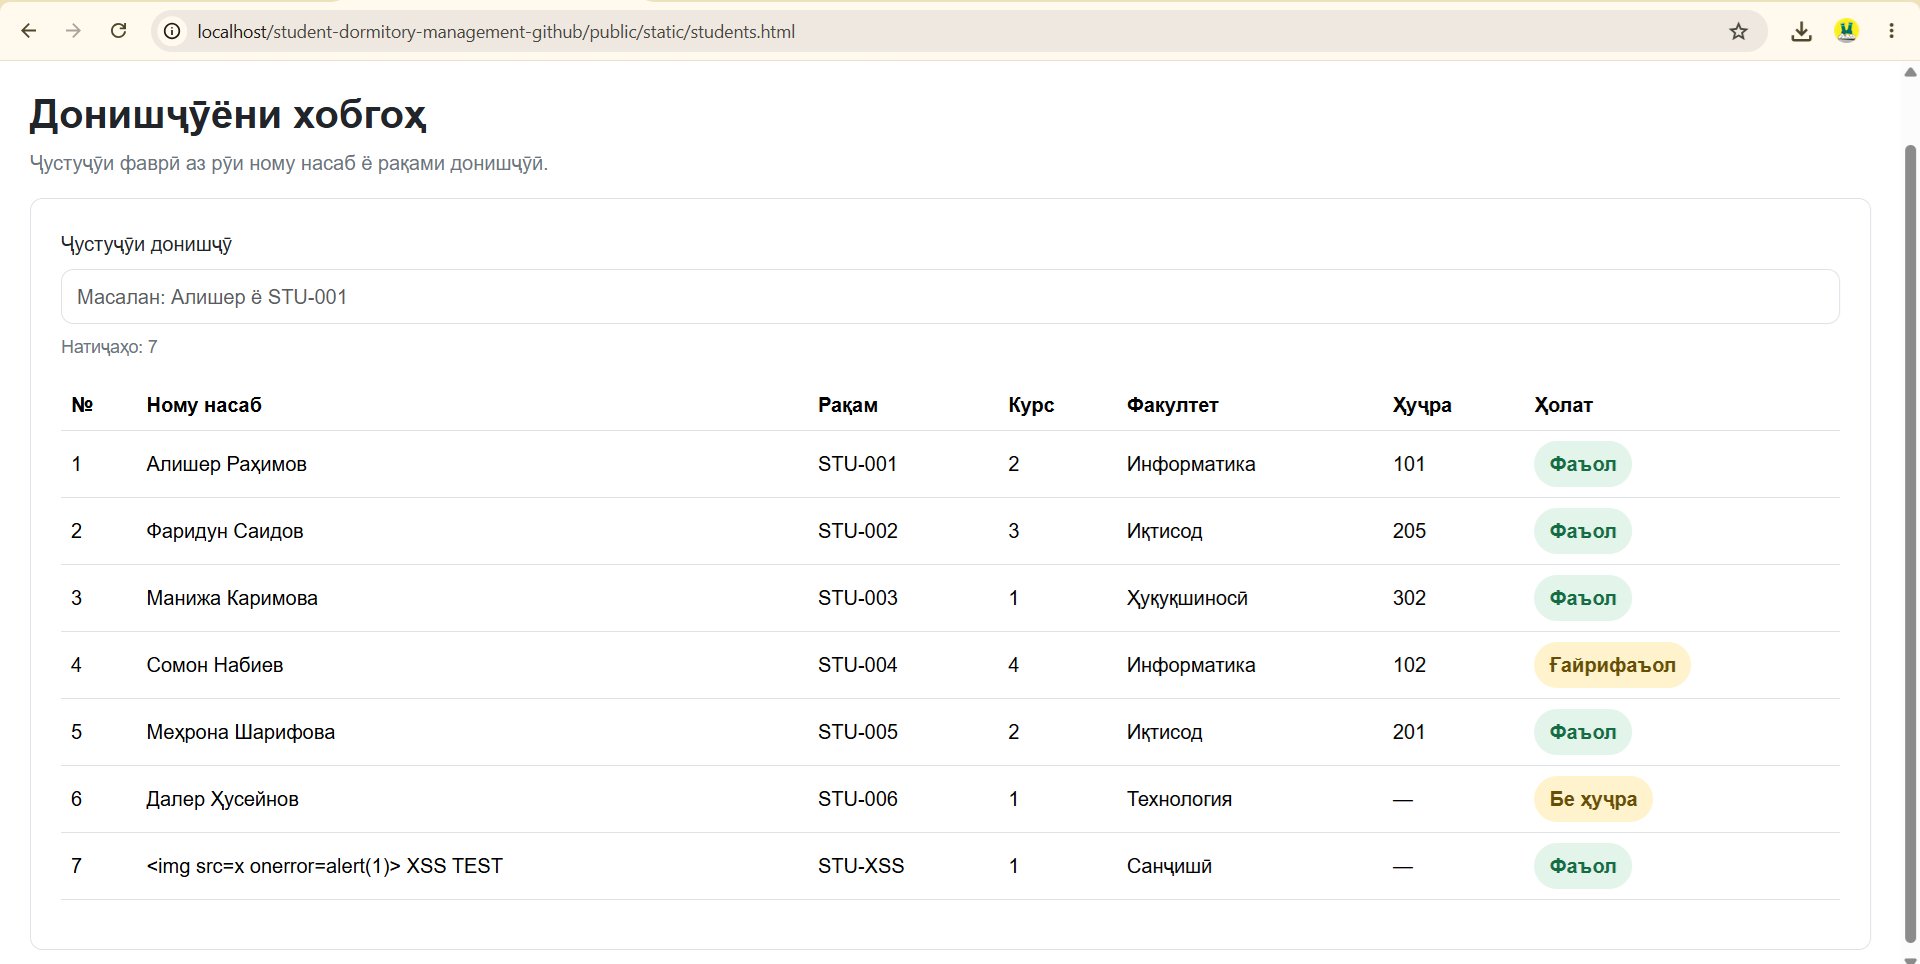 localhost/student-dormitory-management-github/public/static/students.html
Донишҷӯёни хобгоҳ
Ҷустуҷӯи фаврӣ аз рӯи ному насаб ё рақами донишҷӯӣ.
Ҷустуҷӯи донишҷӯ
Масалан: Алишер ё STU-001
Натиҷаҳо: 7
№ Ному насаб Рақам Курс Факултет Ҳуҷра Ҳолат
1 Алишер Раҳимов STU-001 2 Информатика 101 Фаъол
2 Фаридун Саидов STU-002 3 Иқтисод 205 Фаъол
3 Манижа Каримова STU-003 1 Ҳуқуқшиносӣ 302 Фаъол
4 Сомон Набиев STU-004 4 Информатика 102 Ғайрифаъол
5 Меҳрона Шарифова STU-005 2 Иқтисод 201 Фаъол
6 Далер Ҳусейнов STU-006 1 Технология — Бе ҳуҷра
7 &lt;img src=x onerror=alert(1)&gt; XSS TEST STU-XSS 1 Санҷишӣ — Фаъол